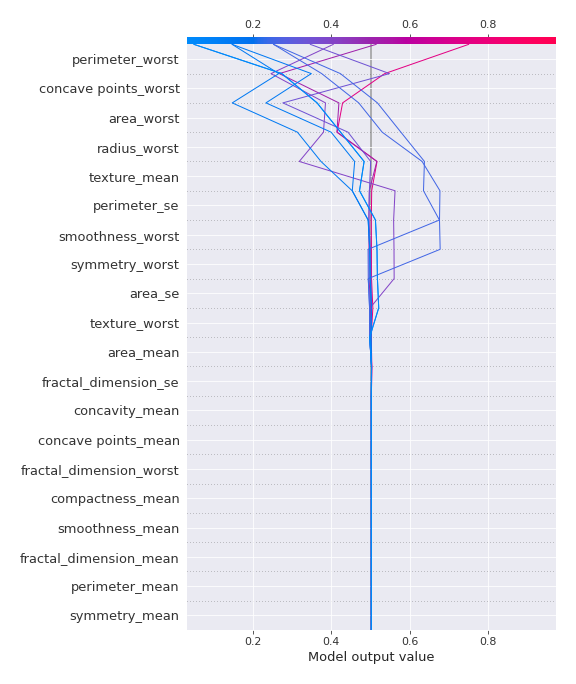 0.2 0.4 0.6 0.8
perimeter_worst
concave points_worst
area_worst
radius_worst
texture_mean
perimeter_se
smoothness_worst
symmetry_worst
area_se
texture_worst
area_mean
fractal_dimension_se
concavity_mean
concave points_mean
fractal_dimension_worst
compactness_mean
smoothness_mean
fractal_dimension_mean
perimeter_mean
symmetry_mean
0.2 0.4 0.6 0.8
Model output value